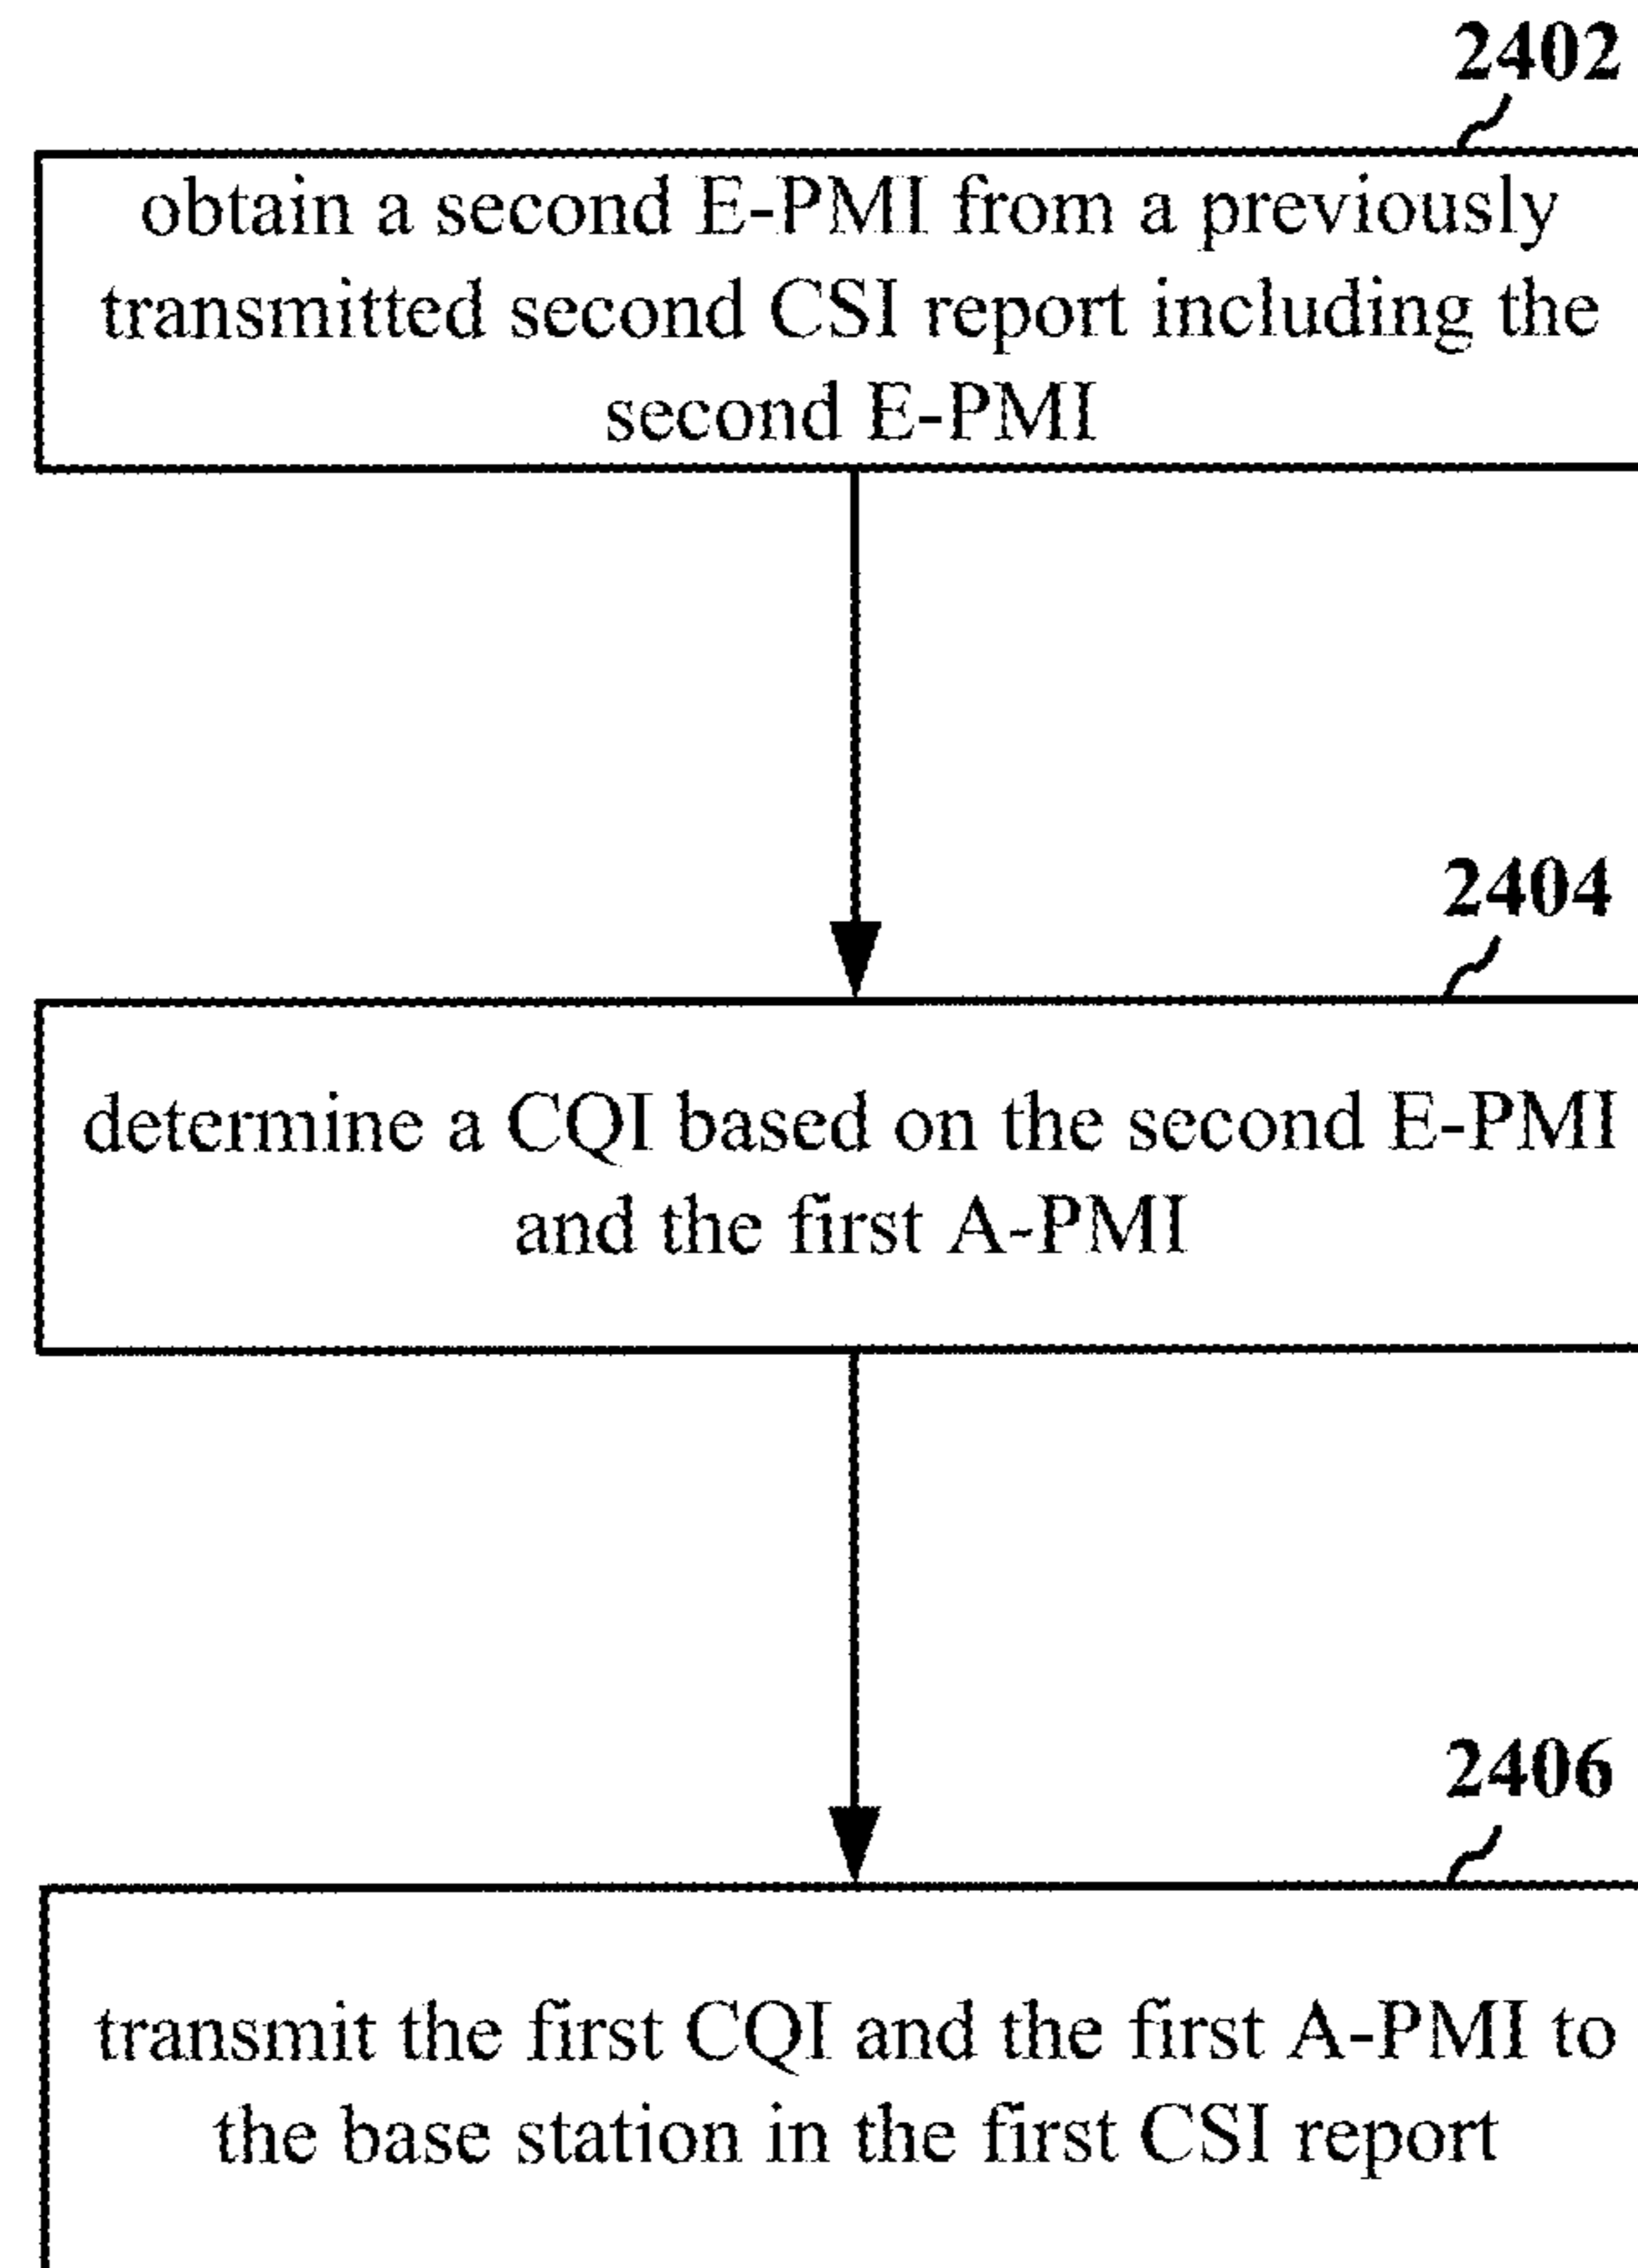 2402
obtain a second E-PMI from a previously
transmitted second CSI report including the
second E-PMI
2404
determine a CQI based on the second E-PMI
and the first A-PMI
2406
transmit the first CQI and the first A-PMI to
the base station in the first CSI report